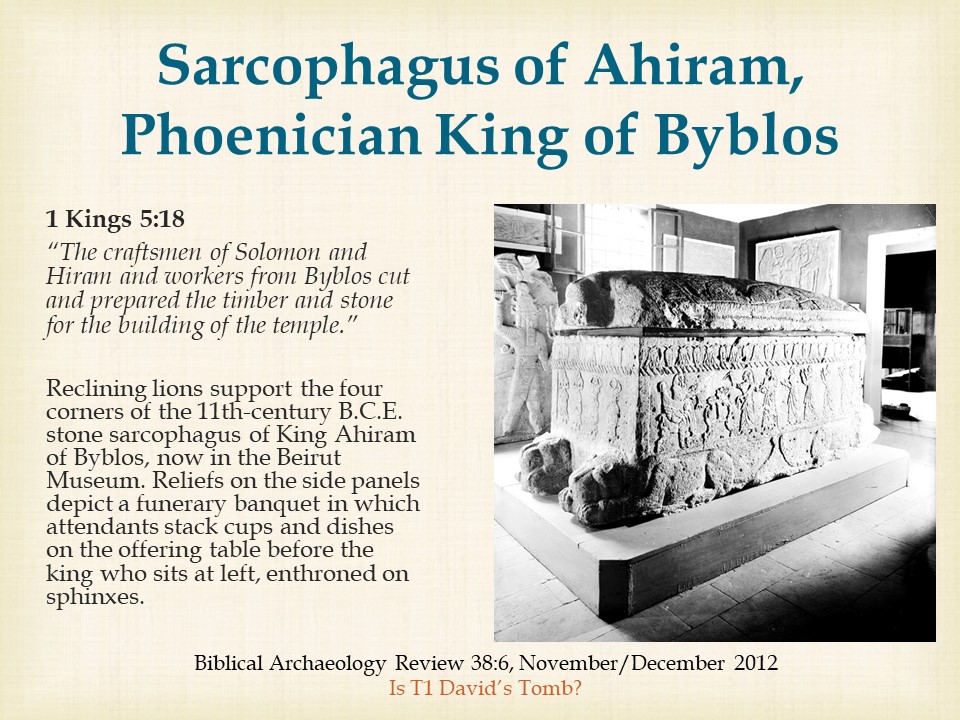 Sarcophagus of Ahiram,
Phoenician King of Byblos
1 Kings 5:18
“The craftsmen of Solomon and
Hiram and workers from Byblos cut
and prepared the timber and stone
for the building of the temple.”
Reclining lions support the four
corners of the 11th-century B.C.E.
stone sarcophagus of King Ahiram
of Byblos, now in the Beirut
Museum. Reliefs on the side panels
depict a funerary banquet in which
attendants stack cups and dishes
on the offering table before the
king who sits at left, enthroned on
sphinxes.
Biblical Archaeology Review 38:6, November/December 2012
Is T1 David’s Tomb?